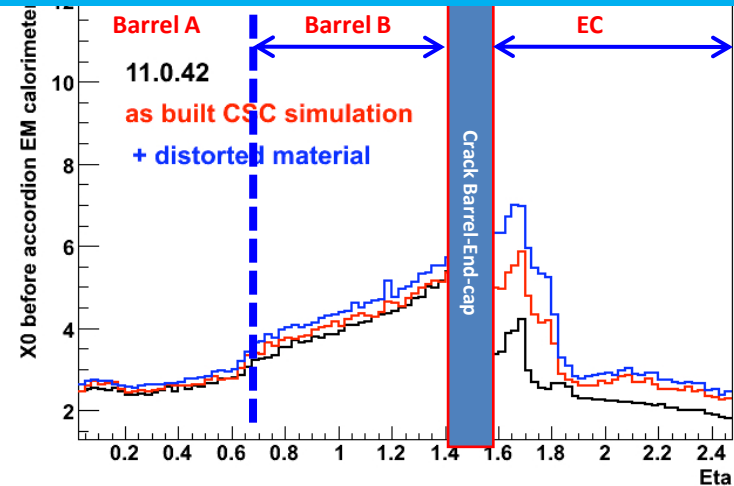 12
Barrel A
Barrel B
EC
11.0.42
as built CSC simulation
+ distorted material
X0 before accordion EM calorimeter
10
8
6
4
2
Crack Barrel-End-cap
0.2 0.4 0.6 0.8 1 1.2 1.4 1.6 1.8 2 2.2 2.4
Eta